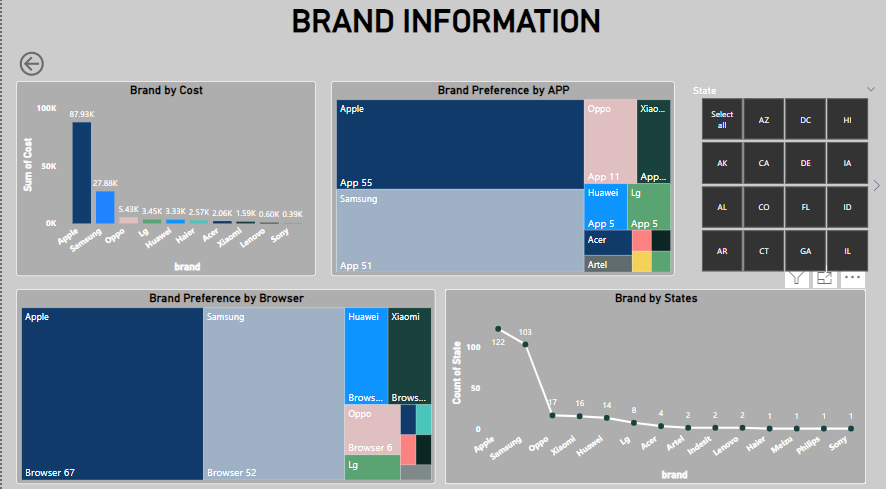 BRAND INFORMATION
Brand by Cost
Sum of Cost
100K
50K
0K
87.93K
27.88K
5.43K
3.45K
3.33K
2.57K
2.06K
1.59K
0.60K
0.39K
Apple
Samsung
Oppo
Lg
Huawei
Haier
Acer
Xiaomi
Lenovo
Sony
brand
Brand Preference by APP
Apple
App 55
Samsung
App 51
Oppo
App 11
Xiao...
App...
Huawei
App 5
Lg
App 5
Acer
Artel
State
Select
all
AZ
DC
HI
AK
CA
DE
IA
AL
CO
FL
ID
AR
CT
GA
IL
Brand Preference by Browser
Apple
Browser 67
Samsung
Browser 52
Huawei
Brows...
Xiaomi
Brows...
Oppo
Browser 6
Lg
Brand by States
Count of State
100
50
0
122
103
17
16
14
8
4
2
2
2
1
1
1
1
Apple
Samsung
Oppo
Xiaomi
Huawei
Lg
Acer
Artel
Indesit
Lenovo
Haier
Meizu
Philips
Sony
brand